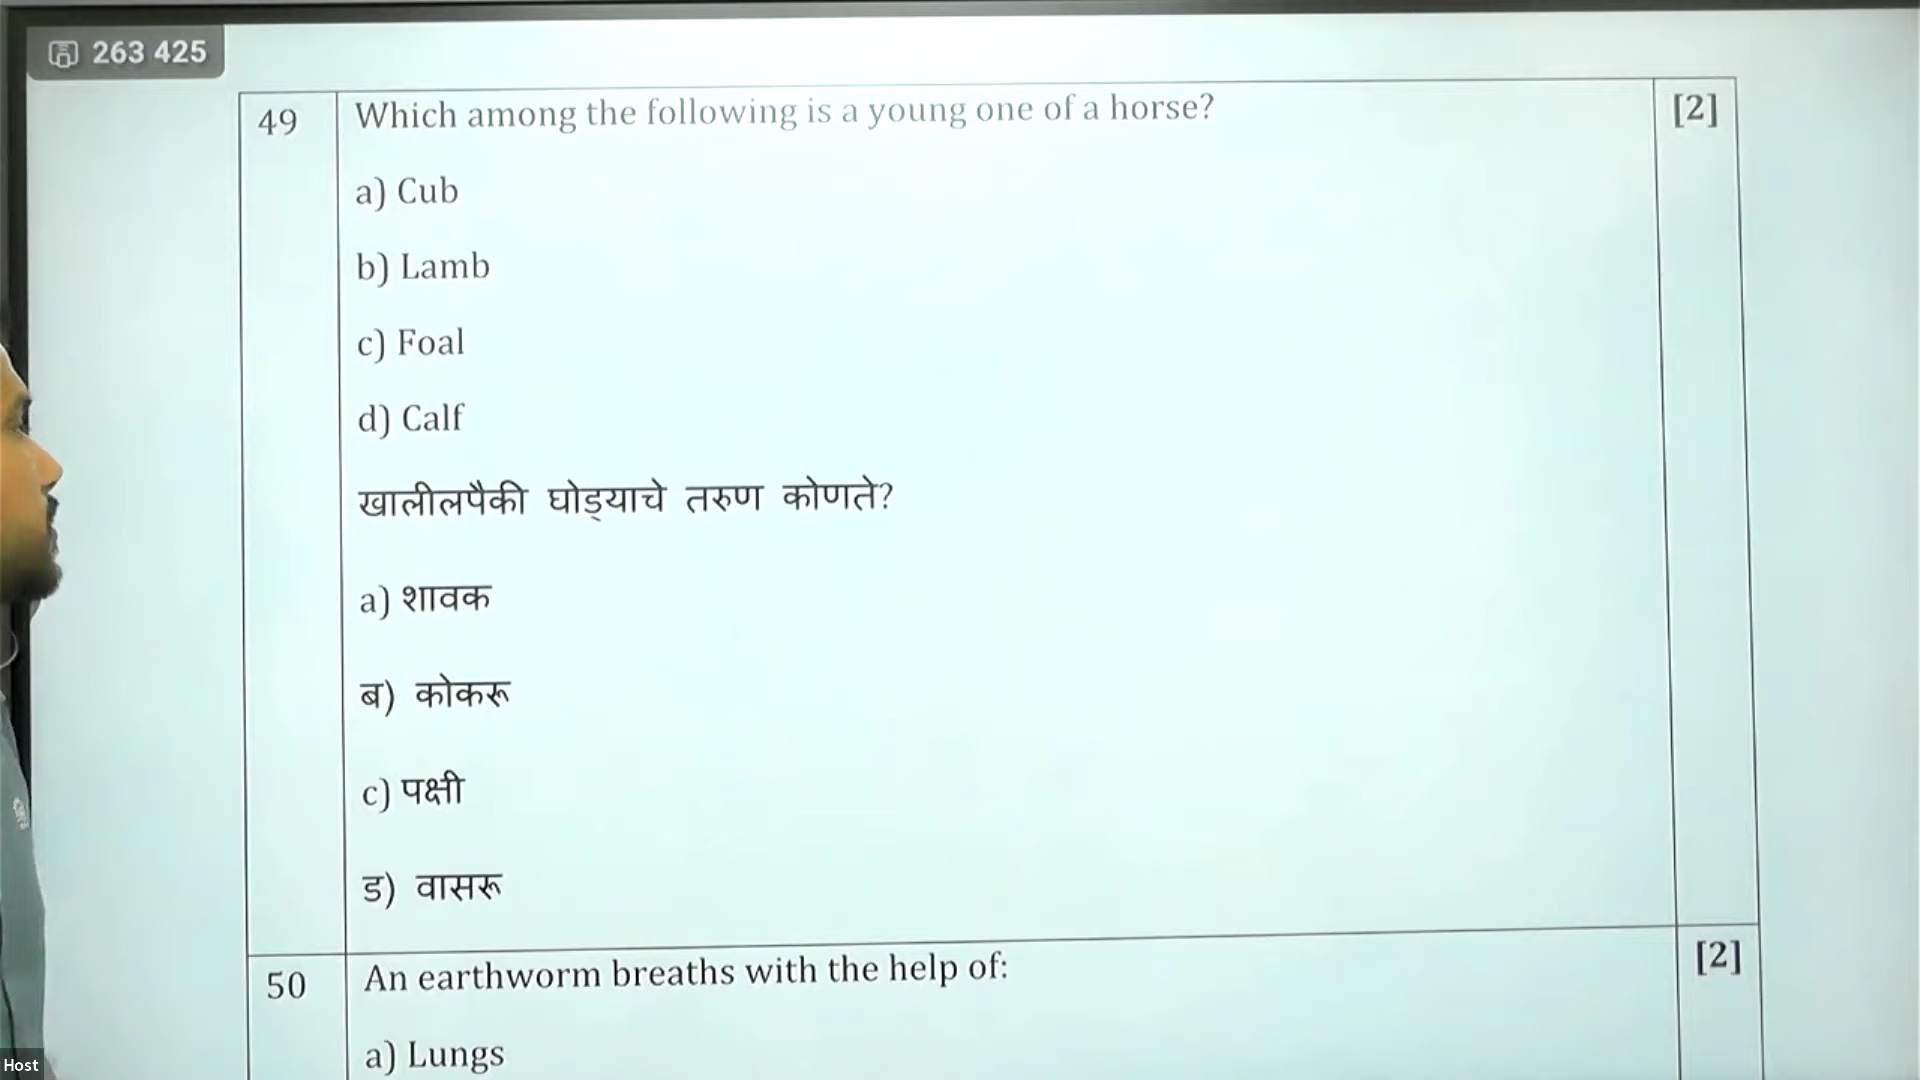 263 425
49 Which among the following is a young one of a horse? [2]
a) Cub
b) Lamb
c) Foal
d) Calf
खालीलपैकी घोड्याचे तरुण कोणते?
a) शावक
ब) कोकरू
c) पक्षी
ड) वासरू
50 An earthworm breaths with the help of: [2]
a) Lungs
Host